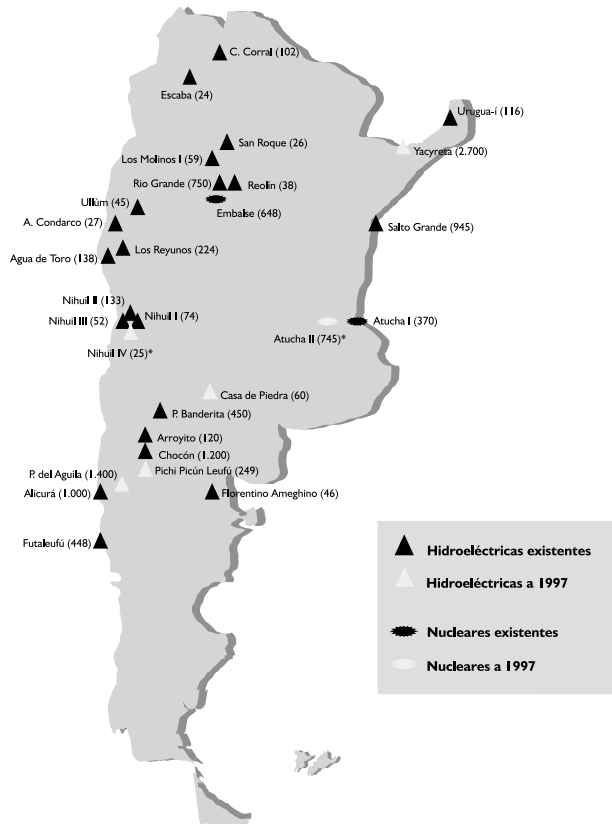 C. Corral (102)
Escaba (24)
Urugua-í (116)
San Roque (26)
Yacyreta (2.700)
Los Molinos I (59)
Rio Grande (750)
Reolín (38)
Ullúm (45)
Embalse (648)
A. Condarco (27)
Salto Grande (945)
Los Reyunos (224)
Agua de Toro (138)
Nihuil II (133)
Nihuil III (52)
Nihuil I (74)
Atucha I (370)
Atucha II (745)*
Nihuil IV (25)*
Casa de Piedra (60)
P. Banderita (450)
Arroyito (120)
Chocón (1.200)
Pichi Picún Leufú (249)
P. del Aguila (1.400)
Alicurá (1.000)
Florentino Ameghino (46)
Futaleufú (448)
Hidroeléctricas existentes
Hidroeléctricas a 1997
Nucleares existentes
Nucleares a 1997